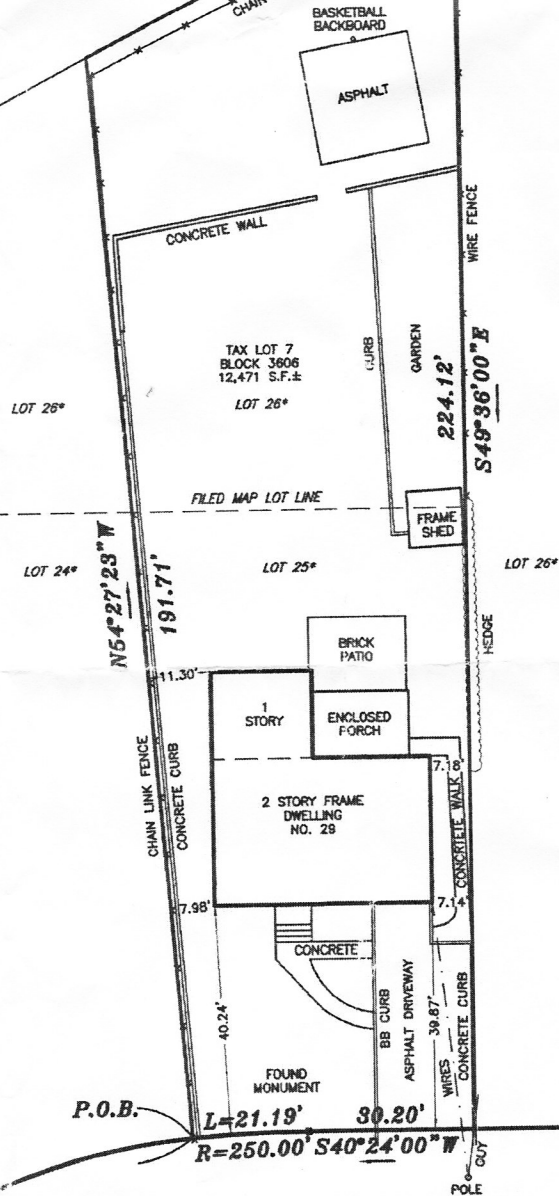 CHAIN
BASKETBALL
BACKBOARD
ASPHALT
CONCRETE WALL
WIRE FENCE
TAX LOT 7
BLOCK 3606
12,471 S.F.±
CURB
GARDEN
224.12'
S49°36'00"E
LOT 26*
LOT 26*
FILED MAP LOT LINE
FRAME
SHED
LOT 24*
N54°27'23"W
191.71'
LOT 25*
LOT 26*
HEDGE
BRICK
PATIO
11.30'
1
STORY
ENCLOSED
PORCH
7.18'
CHAIN LINK FENCE
CONCRETE CURB
2 STORY FRAME
DWELLING
NO. 29
CONCRTETE WALK
7.98'
7.14'
CONCRETE
40.24'
BB CURB
ASPHALT DRIVEWAY
39.87'
WIRES
CONCRETE CURB
FOUND
MONUMENT
P.O.B.
L=21.19' 30.20'
R=250.00' S40°24'00"W
GUY
POLE